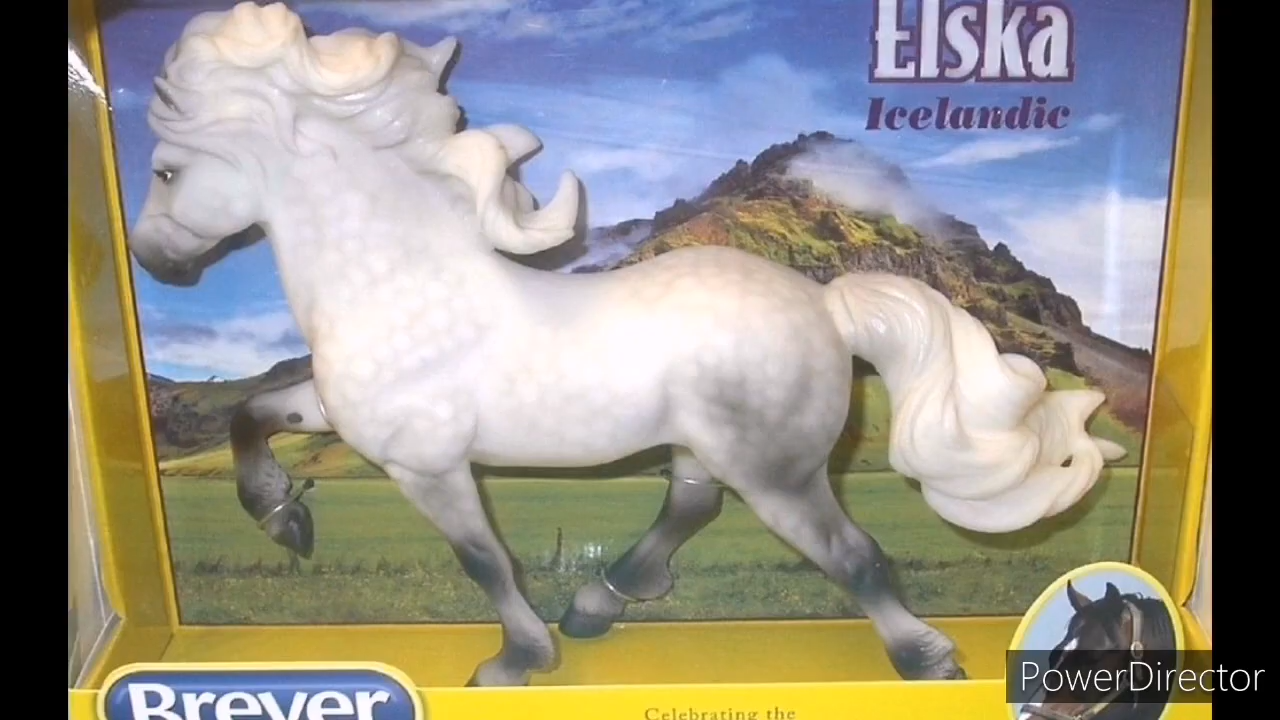 Elska
Icelandic
Breyer
Celebrating the
PowerDirector